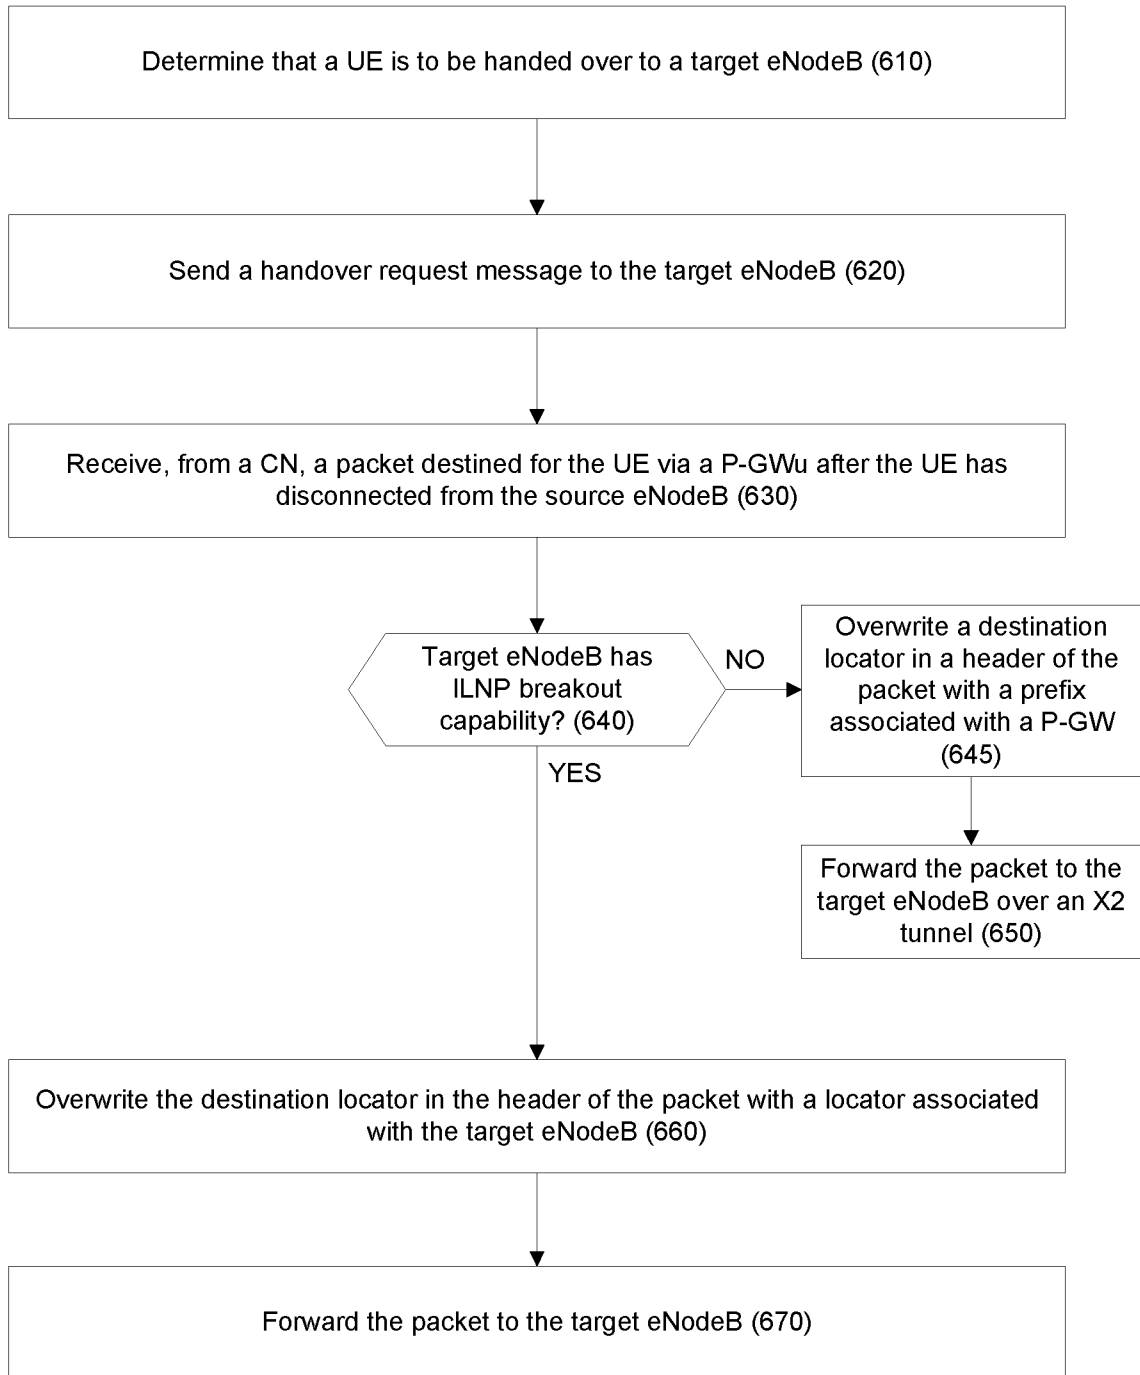 Determine that a UE is to be handed over to a target eNodeB (610)
Send a handover request message to the target eNodeB (620)
Receive, from a CN, a packet destined for the UE via a P-GWu after the UE has
disconnected from the source eNodeB (630)
Target eNodeB has
ILNP breakout
capability? (640)
NO
Overwrite a destination
locator in a header of the
packet with a prefix
associated with a P-GW
(645)
YES
Forward the packet to the
target eNodeB over an X2
tunnel (650)
Overwrite the destination locator in the header of the packet with a locator associated
with the target eNodeB (660)
Forward the packet to the target eNodeB (670)